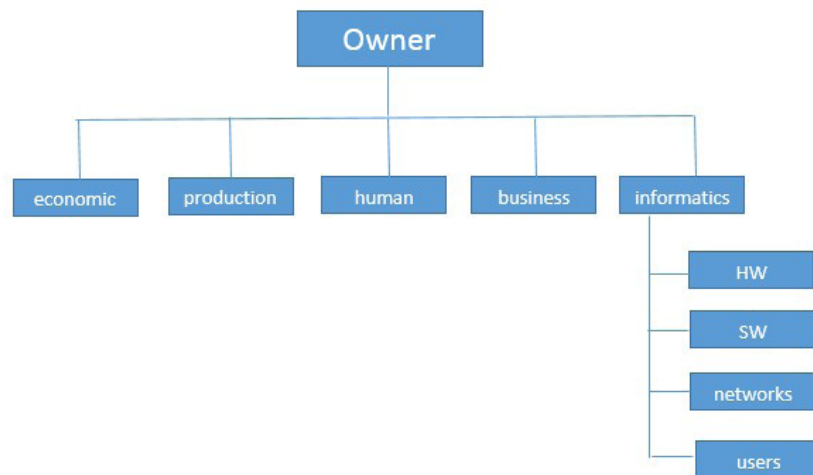 Owner
economic
production
human
business
informatics
HW
SW
networks
users